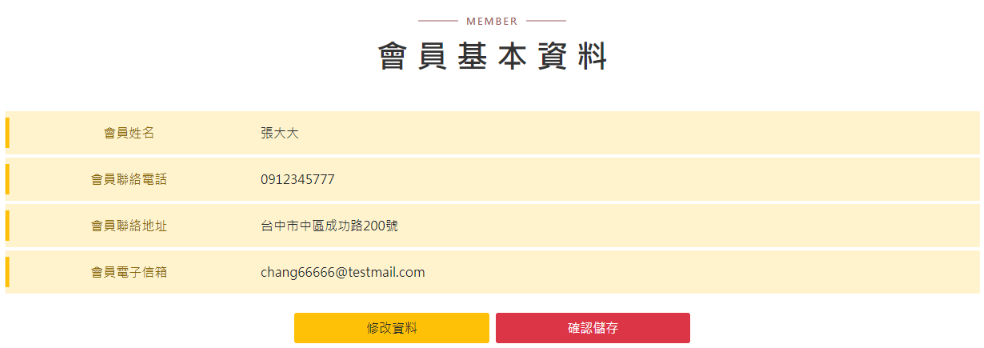 MEMBER
會員基本資料
會員姓名 張大大
會員聯絡電話 0912345777
會員聯絡地址 台中市中區成功路200號
會員電子信箱 chang66666@testmail.com
修改資料 確認儲存